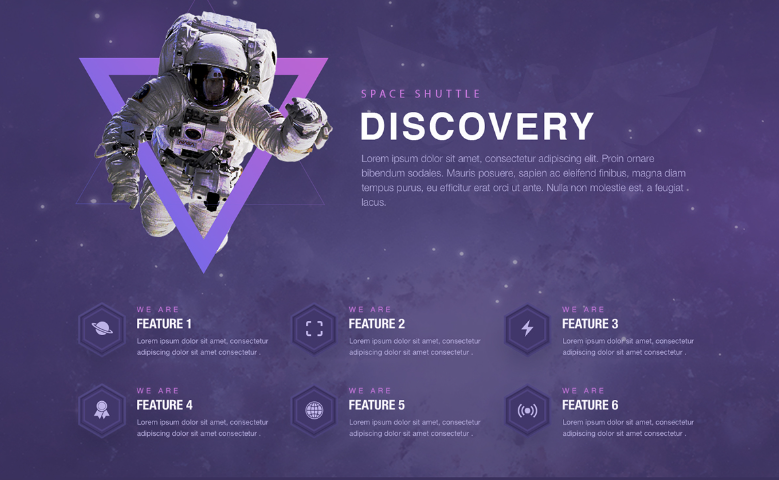 SPACE SHUTTLE
DISCOVERY
Lorem ipsum dolor sit amet, consectetur adipiscing elit. Proin ornare
bibendum sodales. Mauris posuere, sapien ac eleifend finibus, magna diam
tempus purus, eu efficitur erat orci ut ante. Nulla non molestie est, a feugiat .
lacus.
WE ARE
FEATURE 1
Lorem ipsum dolor sit amet, consectetur
adipiscing dolor sit amet consectetur .
WE ARE
FEATURE 2
Lorem ipsum dolor sit amet, consectetur
adipiscing dolor sit amet consectetur .
WE ARE
FEATURE 3
Lorem ipsum dolor sit amet, consectetur
adipiscing dolor sit amet consectetur .
WE ARE
FEATURE 4
Lorem ipsum dolor sit amet, consectetur
adipiscing dolor sit amet consectetur .
WE ARE
FEATURE 5
Lorem ipsum dolor sit amet, consectetur
adipiscing dolor sit amet consectetur .
WE ARE
FEATURE 6
Lorem ipsum dolor sit amet, consectetur
adipiscing dolor sit amet consectetur .